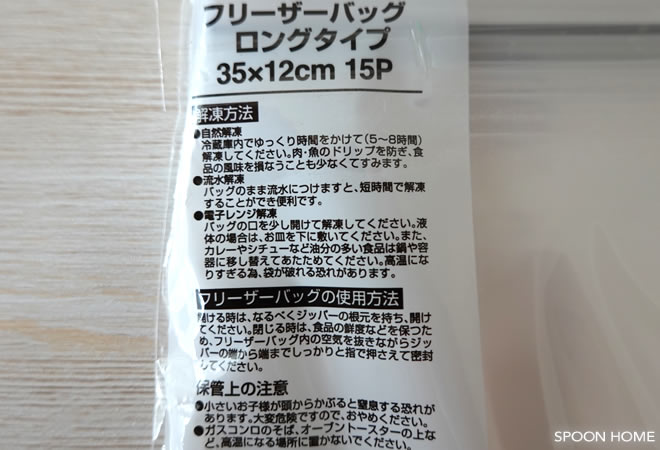 フリーザーバッグ
ロングタイプ
35×12cm 15P
解凍方法
●自然解凍
冷蔵庫内でゆっくり時間をかけて(5〜8時間)
解凍してください。肉・魚のドリップを防ぎ、食
品の風味を損なうことも少なくてすみます。
●流水解凍
バッグのまま流水につけますと、短時間で解凍
することができ便利です。
●電子レンジ解凍
バッグの口を少し開けて解凍してください。液
体の場合は、お皿を下に敷いてください。また、
カレーやシチューなど油分の多い食品は鍋や容
器に移し替えてあたためてください。高温にな
りすぎる為、袋が破れる恐れがあります。
フリーザーバッグの使用方法
開ける時は、なるべくジッパーの根元を持ち、開け
てください。閉じる時は、食品の鮮度などを保つた
め、フリーザーバッグ内の空気を抜きながらジッ
パーの端から端までしっかりと指で押さえて密封
してください。
保管上の注意
●小さいお子様が頭からかぶると窒息する恐れが
あります。大変危険ですので、おやめください。
●ガスコンロのそば、オーブントースターの上な
ど、高温になる場所に置かないでください。
SPOON HOME